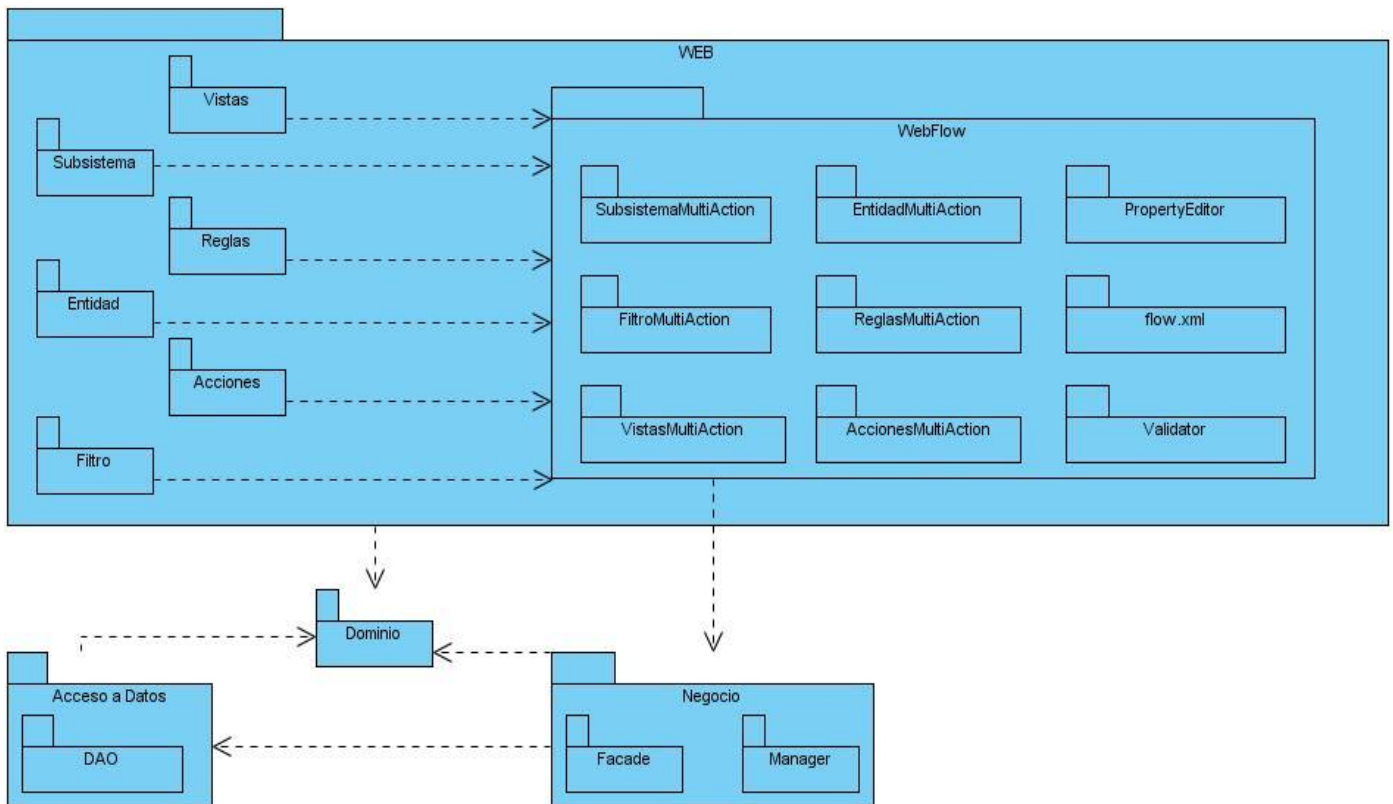 WEB
Vistas
WebFlow
Subsistema
SubsistemaMultiAction
EntidadMultiAction
PropertyEditor
Reglas
Entidad
FiltroMultiAction
ReglasMultiAction
flow.xml
Acciones
VistasMultiAction
AccionesMultiAction
Validator
Filtro
Dominio
Acceso a Datos
Negocio
DAO
Facade
Manager